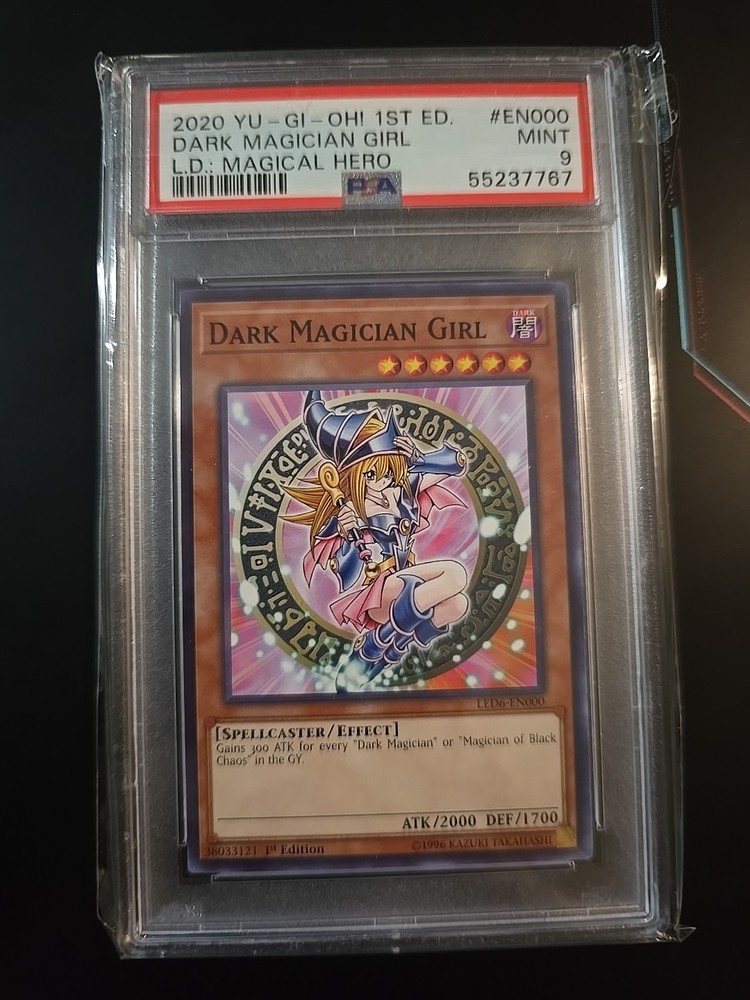 2020 YU-GI-OH! 1ST ED. #EN000
DARK MAGICIAN GIRL MINT
L.D.: MAGICAL HERO 9
PSA 55237767
DARK MAGICIAN GIRL
DARK
闇
LED6-EN000
[SPELLCASTER/EFFECT]
Gains 300 ATK for every "Dark Magician" or "Magician of Black
Chaos" in the GY.
ATK/2000 DEF/1700
38033121 1st Edition ©1996 KAZUKI TAKAHASHI